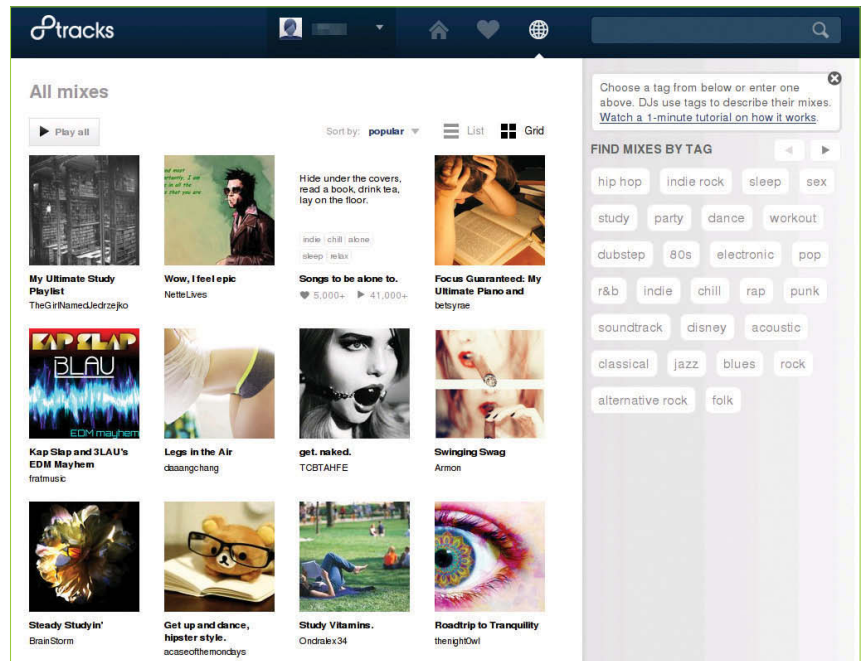 8tracks
All mixes
Play all
Sort by: popular
List
Grid
Hide under the covers,
read a book, drink tea,
lay on the floor.
indie chill alone
sleep relax
My Ultimate Study
Playlist
TheGirlNamedJedrzejko
Wow, I feel epic
NetteLives
Songs to be alone to.
5,000+ 41,000+
Focus Guaranteed: My
Ultimate Piano and
betsyrae
KAP SLAP
3LAU
EDM mayhem
Kap Slap and 3LAU's
EDM Mayhem
fratmusic
Legs in the Air
daaangchang
get. naked.
TCBTAHFE
Swinging Swag
Armon
Steady Studyin'
BrainStorm
Get up and dance,
hipster style.
acaseofthemondays
Study Vitamins.
Ondralex34
Roadtrip to Tranquility
thenight0wl
Choose a tag from below or enter one
above. DJs use tags to describe their mixes.
Watch a 1-minute tutorial on how it works.
FIND MIXES BY TAG
hip hop indie rock sleep sex
study party dance workout
dubstep 80s electronic pop
r&b indie chill rap punk
soundtrack disney acoustic
classical jazz blues rock
alternative rock folk